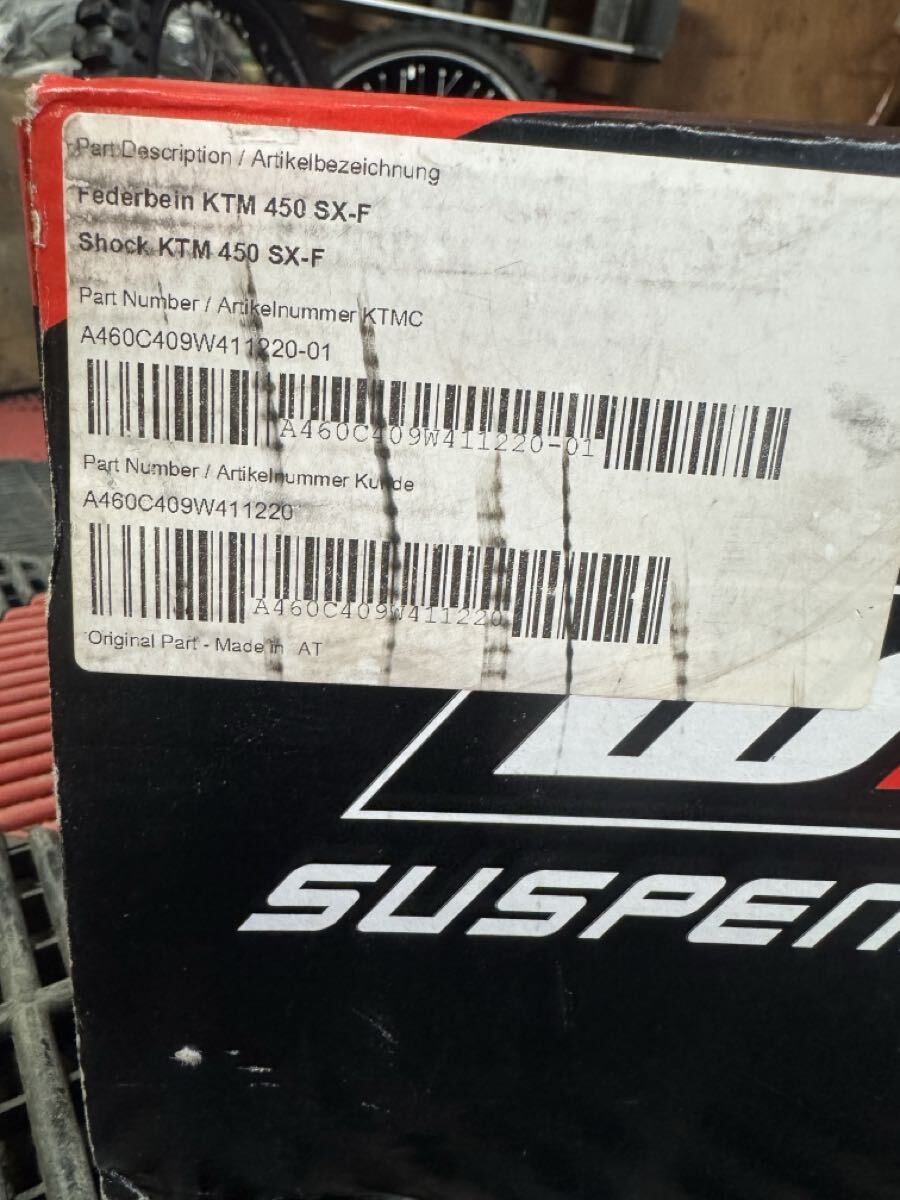 Part Description / Artikelbezeichnung
Federbein KTM 450 SX-F
Shock KTM 450 SX-F
Part Number / Artikelnummer KTMC
A460C409W411220-01
A460C409W411220-01
Part Number / Artikelnummer Kunde
A460C409W411220
A460C409W411220
Original Part - Made in AT
SUSPEN